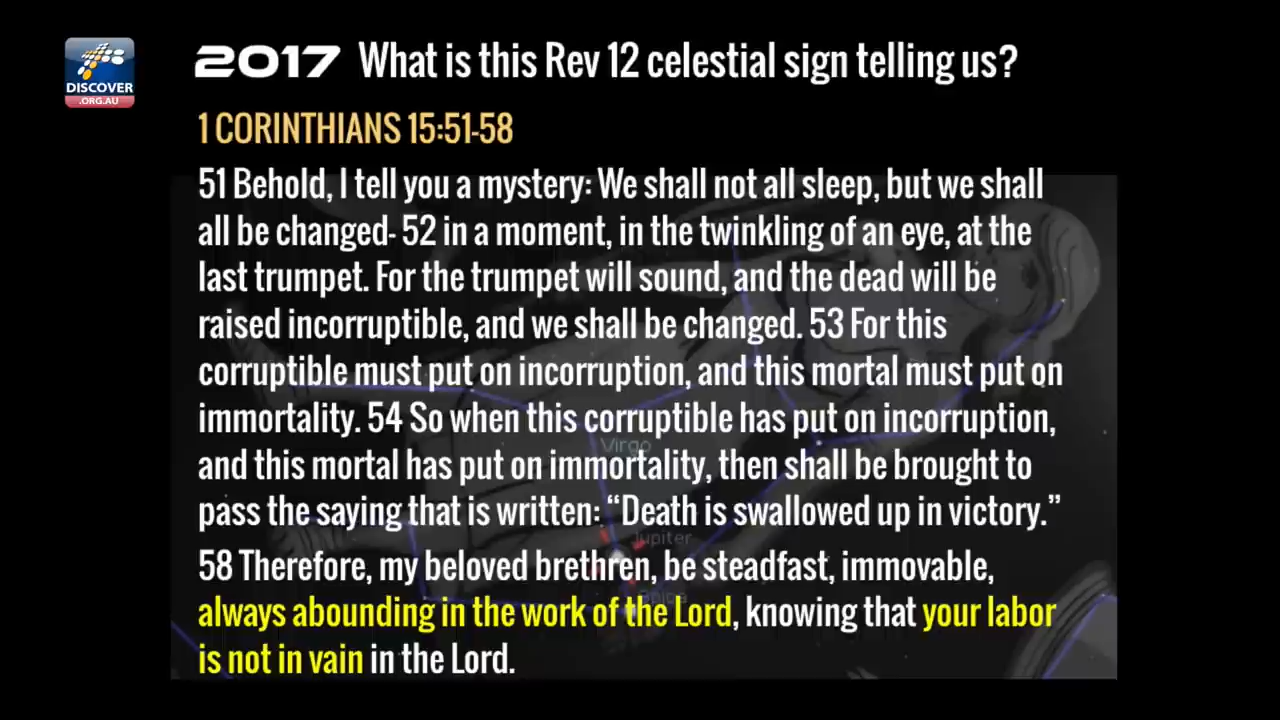 DISCOVER
.ORG.AU
2017 What is this Rev 12 celestial sign telling us?
1 CORINTHIANS 15:51-58
51 Behold, I tell you a mystery: We shall not all sleep, but we shall
all be changed- 52 in a moment, in the twinkling of an eye, at the
last trumpet. For the trumpet will sound, and the dead will be
raised incorruptible, and we shall be changed. 53 For this
corruptible must put on incorruption, and this mortal must put on
immortality. 54 So when this corruptible has put on incorruption,
Virgo
and this mortal has put on immortality, then shall be brought to
pass the saying that is written: “Death is swallowed up in victory.”
Jupiter
58 Therefore, my beloved brethren, be steadfast, immovable,
Spica
always abounding in the work of the Lord, knowing that your labor
is not in vain in the Lord.